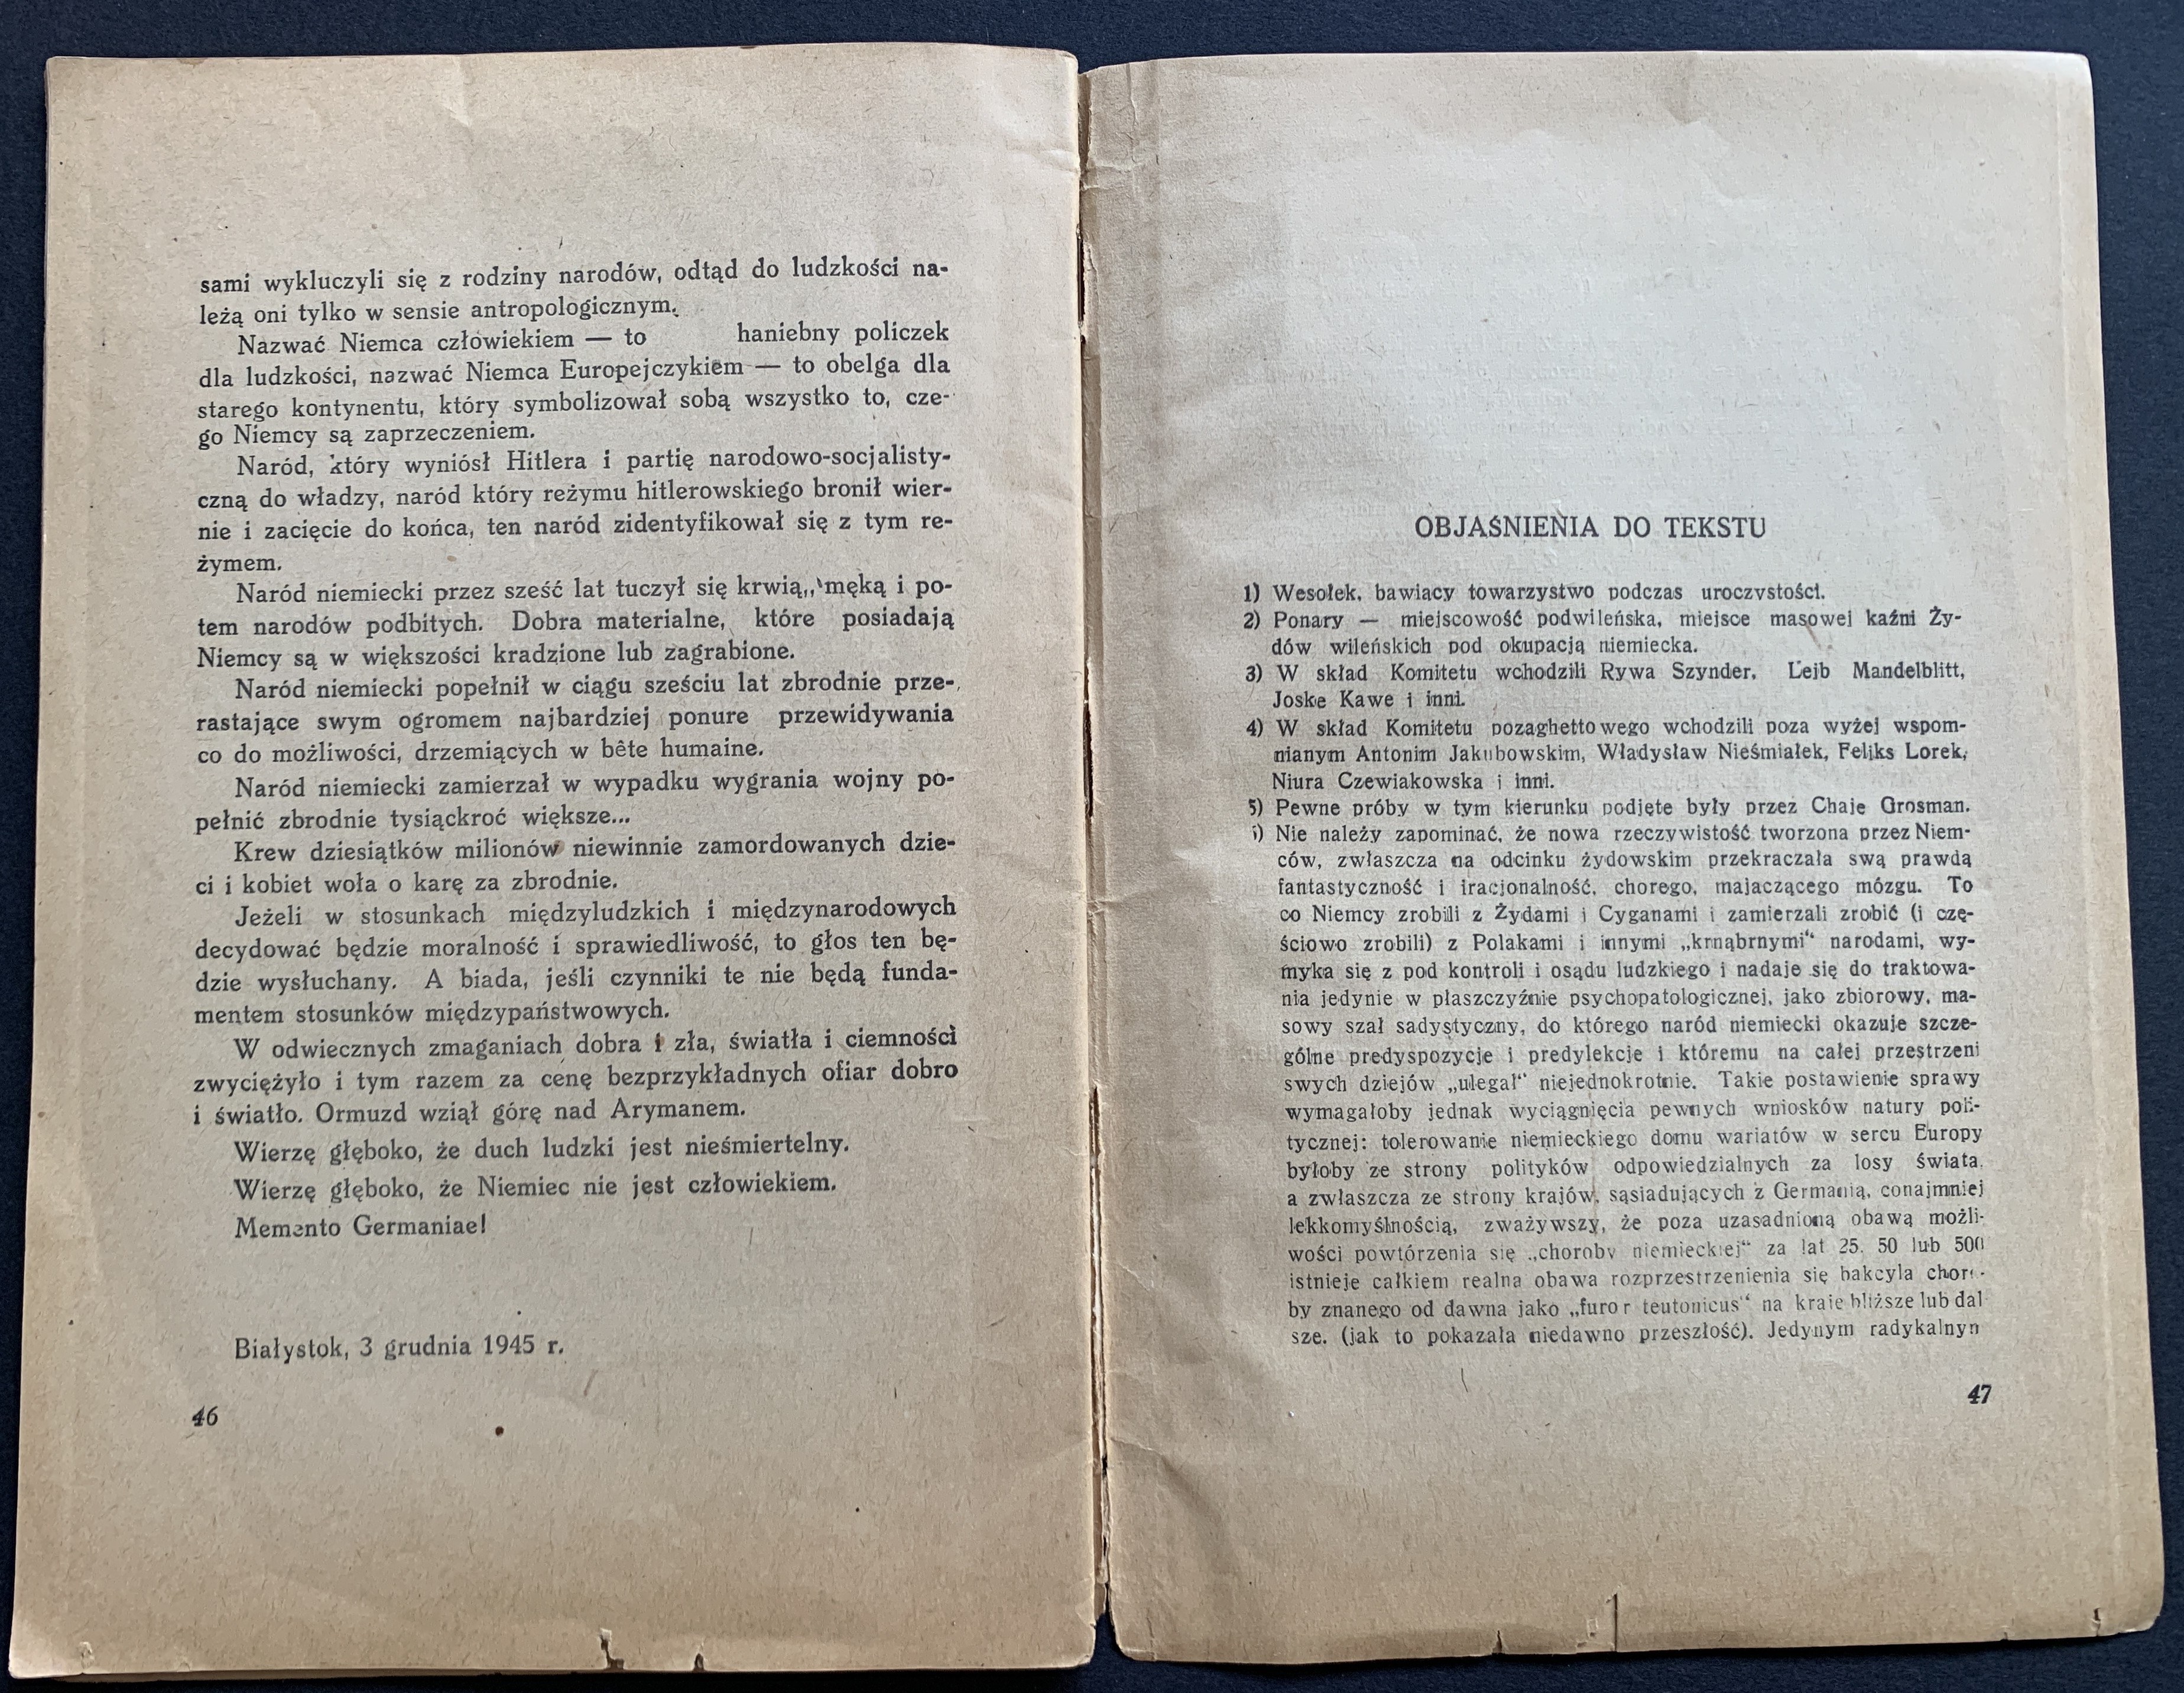 sami wykluczyli się z rodziny narodów, odtąd do ludzkości na-
leżą oni tylko w sensie antropologicznym.
Nazwać Niemca człowiekiem — to haniebny policzek
dla ludzkości, nazwać Niemca Europejczykiem — to obelga dla
starego kontynentu, który symbolizował sobą wszystko to, cze-
go Niemcy są zaprzeczeniem.
Naród, który wyniósł Hitlera i partię narodowo-socjalisty-
czną do władzy, naród który reżymu hitlerowskiego bronił wier-
nie i zacięcie do końca, ten naród zidentyfikował się z tym re-
żymem.
Naród niemiecki przez sześć lat tuczył się krwią, męką i po-
tem narodów podbitych. Dobra materialne, które posiadają
Niemcy są w większości kradzione lub zagrabione.
Naród niemiecki popełnił w ciągu sześciu lat zbrodnie prze-
rastające swym ogromem najbardziej ponure przewidywania
co do możliwości, drzemiących w bête humaine.
Naród niemiecki zamierzał w wypadku wygrania wojny po-
pełnić zbrodnie tysiąckroć większe...
Krew dziesiątków milionów niewinnie zamordowanych dzie-
ci i kobiet woła o karę za zbrodnie.
Jeżeli w stosunkach międzyludzkich i międzynarodowych
decydować będzie moralność i sprawiedliwość, to głos ten bę-
dzie wysłuchany. A biada, jeśli czynniki te nie będą funda-
mentem stosunków międzypaństwowych.
W odwiecznych zmaganiach dobra i zła, światła i ciemności
zwyciężyło i tym razem za cenę bezprzykładnych ofiar dobro
i światło. Ormuzd wziął górę nad Arymanem.
Wierzę głęboko, że duch ludzki jest nieśmiertelny.
Wierzę głęboko, że Niemiec nie jest człowiekiem.
Memento Germaniae!
Białystok, 3 grudnia 1945 r.
46
OBJAŚNIENIA DO TEKSTU
1) Wesołek, bawiący towarzystwo podczas uroczystości.
2) Ponary — miejscowość podwileńska, miejsce masowej kaźni Ży-
dów wileńskich pod okupacją niemiecka.
3) W skład Komitetu wchodzili Rywa Szynder, Lejb Mandelblitt,
Joske Kawe i inni.
4) W skład Komitetu pozaghettowego wchodzili poza wyżej wspom-
nianym Antonim Jakubowskim, Władysław Nieśmiałek, Feliks Lorek,
Niura Czewiakowska i inni.
5) Pewne próby w tym kierunku podjęte były przez Chaje Grosman.
) Nie należy zapominać, że nowa rzeczywistość tworzona przez Niem-
ców, zwłaszcza na odcinku żydowskim przekraczała swą prawdą
fantastyczność i iracjonalność, chorego, majaczącego mózgu. To
co Niemcy zrobili z Żydami i Cyganami i zamierzali zrobić (i czę-
ściowo zrobili) z Polakami i innymi „krnąbrnymi“ narodami, wy-
myka się z pod kontroli i osądu ludzkiego i nadaje się do traktowa-
nia jedynie w płaszczyźnie psychopatologicznej, jako zbiorowy, ma-
sowy szał sadystyczny, do którego naród niemiecki okazuje szcze-
gólne predyspozycje i predylekcje i któremu na całej przestrzeni
swych dziejów „ulegał“ niejednokrotnie. Takie postawienie sprawy
wymagałoby jednak wyciągnięcia pewnych wniosków natury poli-
tycznej: tolerowanie niemieckiego domu wariatów w sercu Europy
byłoby ze strony polityków odpowiedzialnych za losy świata,
a zwłaszcza ze strony krajów, sąsiadujących z Germanią, conajmniej
lekkomyślnością, zważywszy, że poza uzasadnioną obawą możli-
wości powtórzenia się „choroby niemieckiej“ za lat 25, 50 lub 500
istnieje całkiem realna obawa rozprzestrzenienia się bakcyla choro-
by znanego od dawna jako „furor teutonicus“ na kraje bliższe lub dal
sze. (jak to pokazała niedawno przeszłość). Jedynym radykalnyn
47